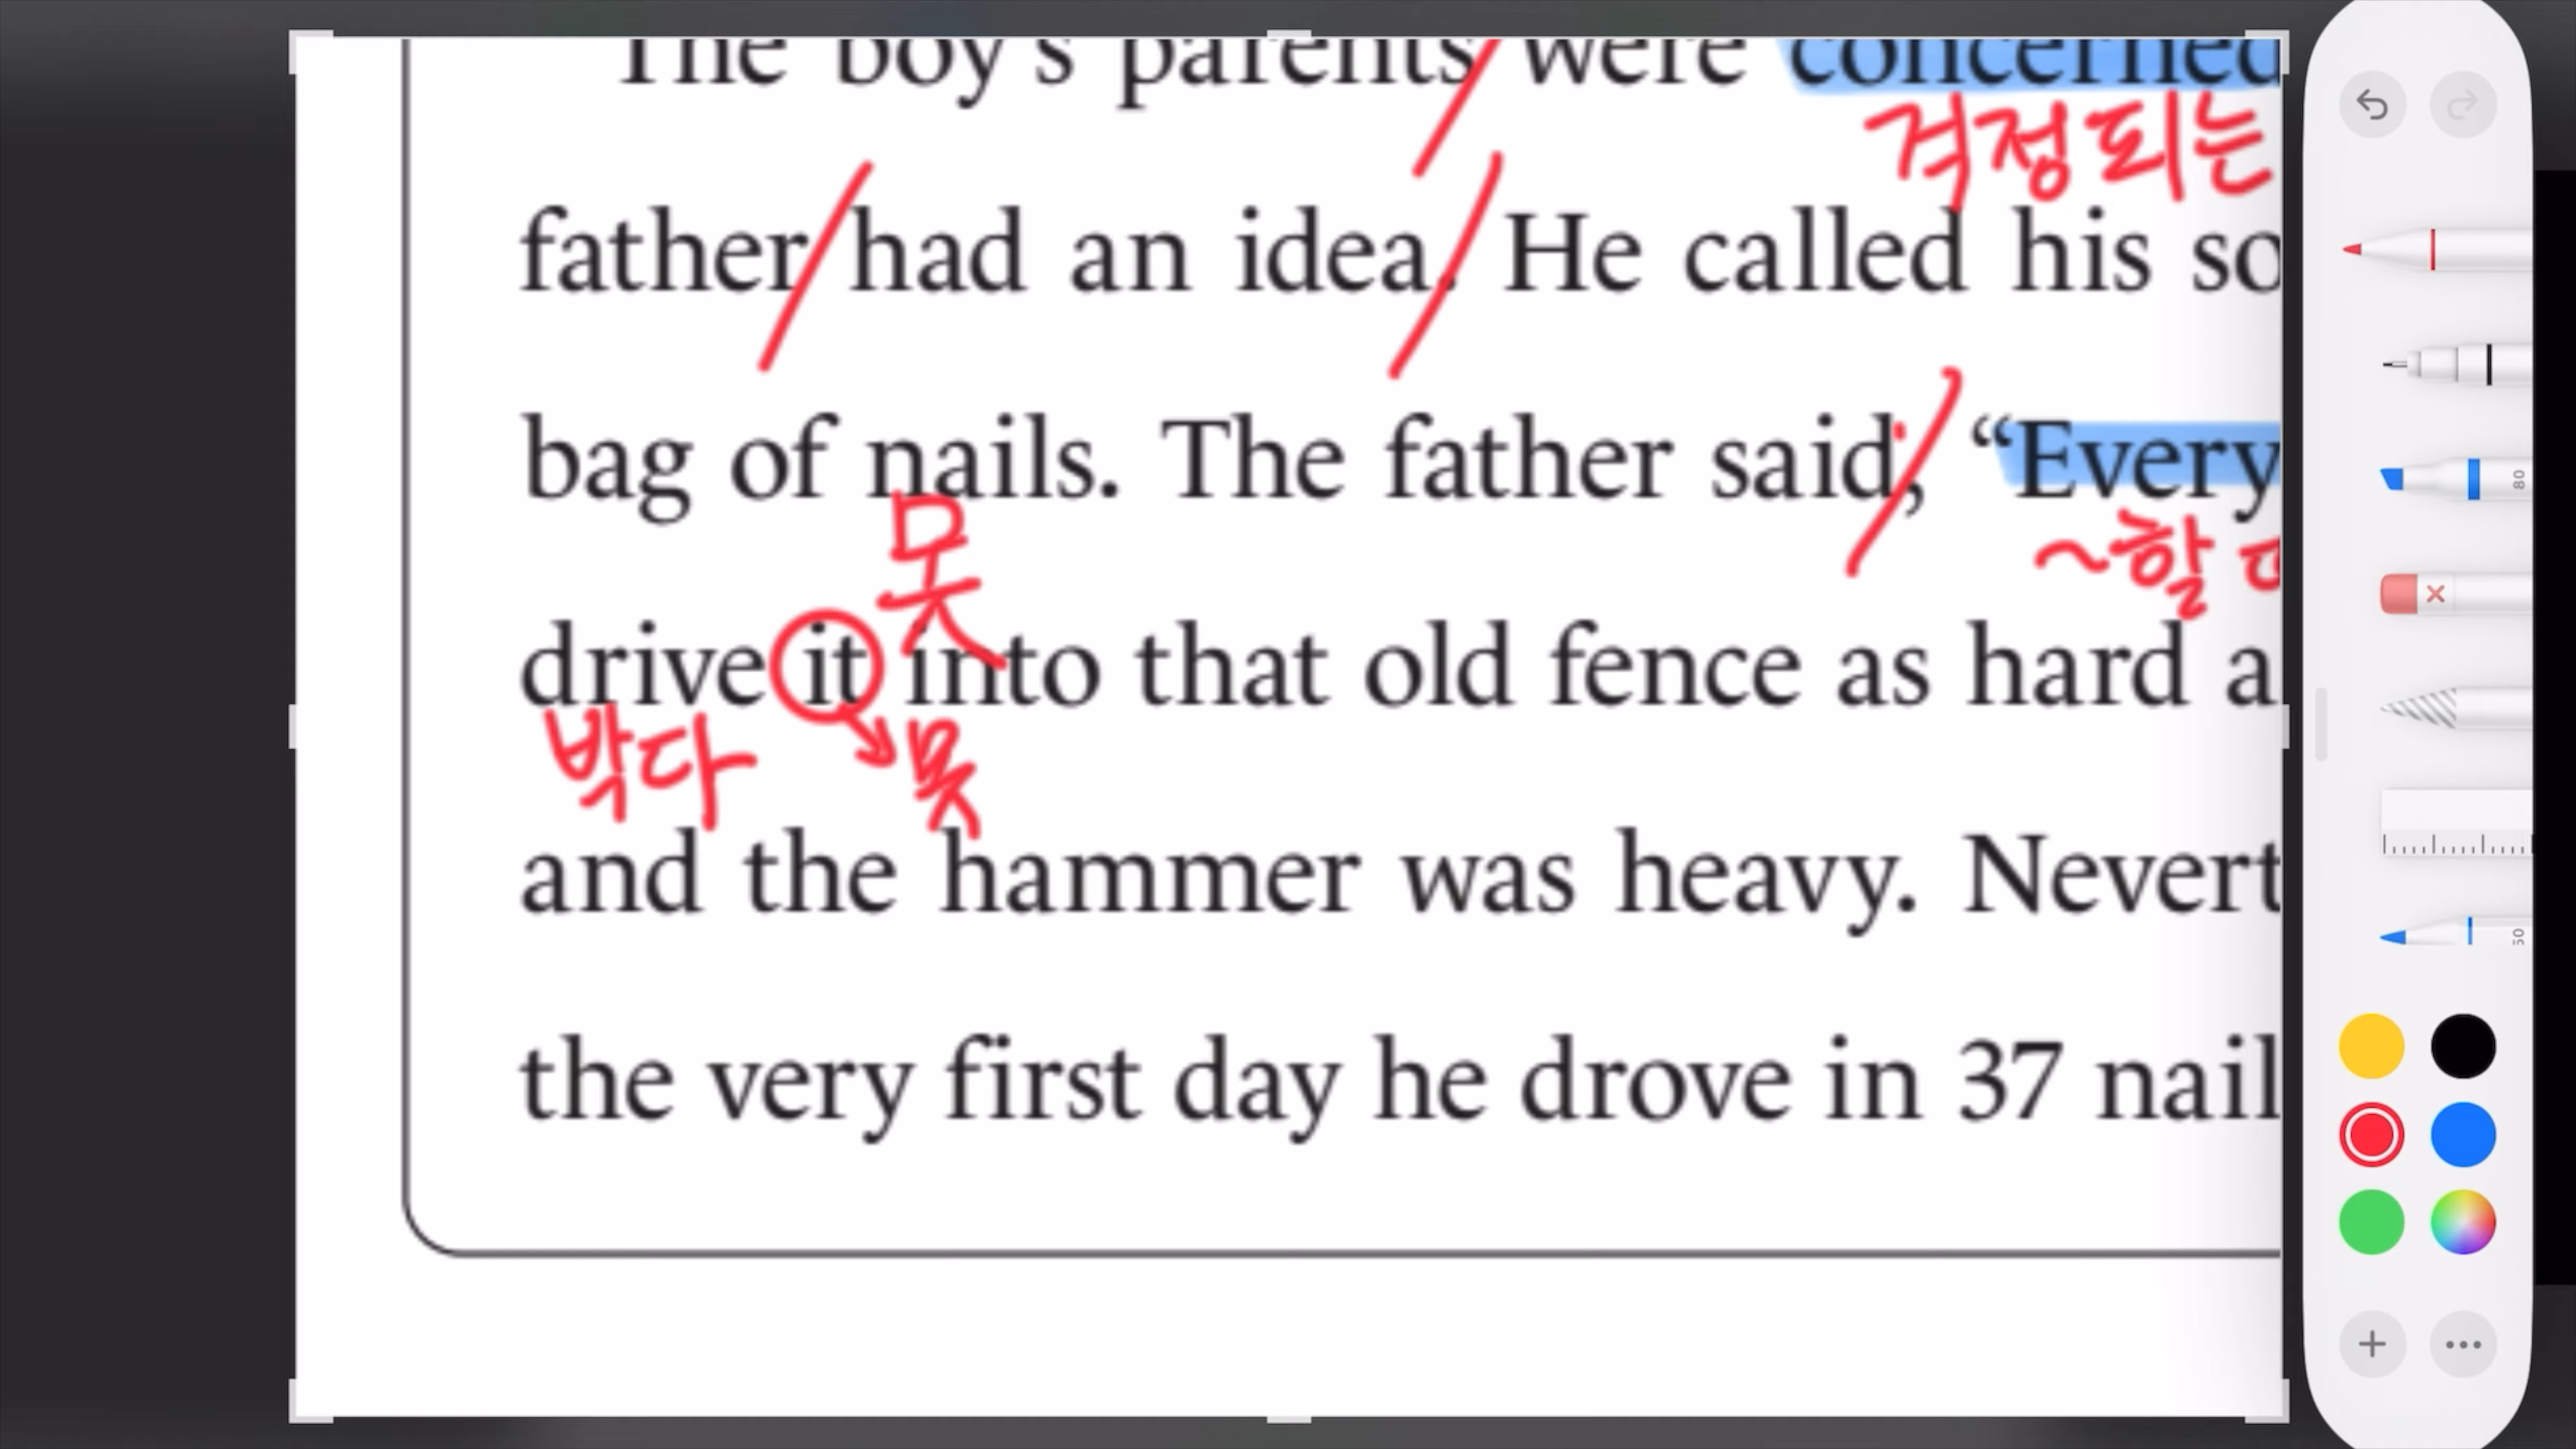 The boy's parents were concerned
걱정되는
father had an idea. He called his so
bag of nails. The father said, “Every
못
~할
drive it into that old fence as hard a
박다
못
and the hammer was heavy. Nevert
the very first day he drove in 37 nail
80
50